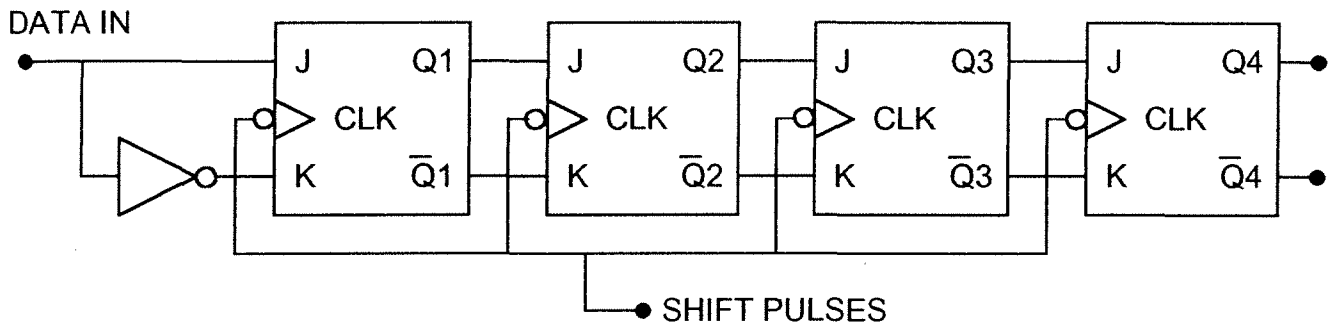 DATA IN
J Q1 J Q2 J Q3 J Q4
CLK CLK CLK CLK
K Q̅1 K Q̅2 K Q̅3 K Q̅4
SHIFT PULSES